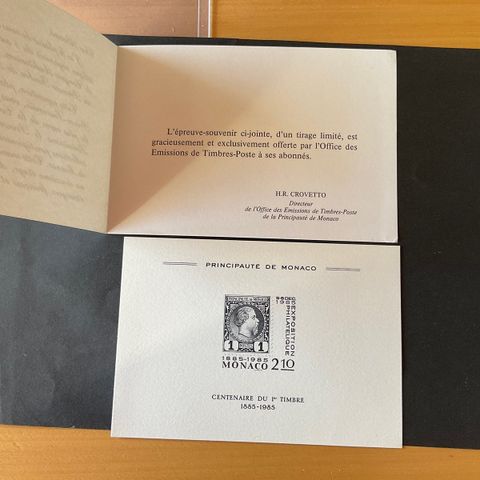 L'épreuve-souvenir ci-jointe, d'un tirage limité, est
gracieusement et exclusivement offerte par l'Office des
Emissions de Timbres-Poste à ses abonnés.
H.R. CROVETTO
Directeur
de l'Office des Emissions de Timbres-Poste
de la Principauté de Monaco
PRINCIPAUTÉ DE MONACO
EXPOSITION
PHILATELIQUE
1 1
1885-1985
MONACO 2 10
CENTENAIRE DU 1er TIMBRE
1885-1985